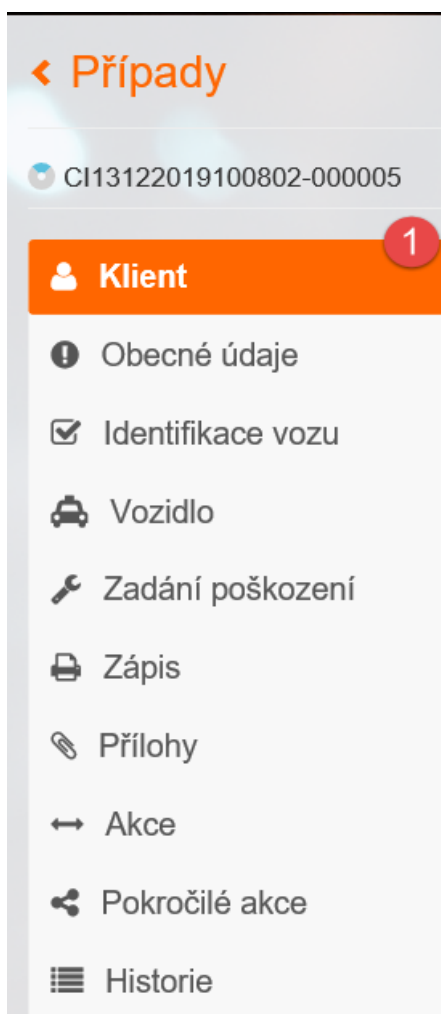 Případy
CI13122019100802-000005
1
Klient
Obecné údaje
Identifikace vozu
Vozidlo
Zadání poškození
Zápis
Přílohy
Akce
Pokročilé akce
Historie